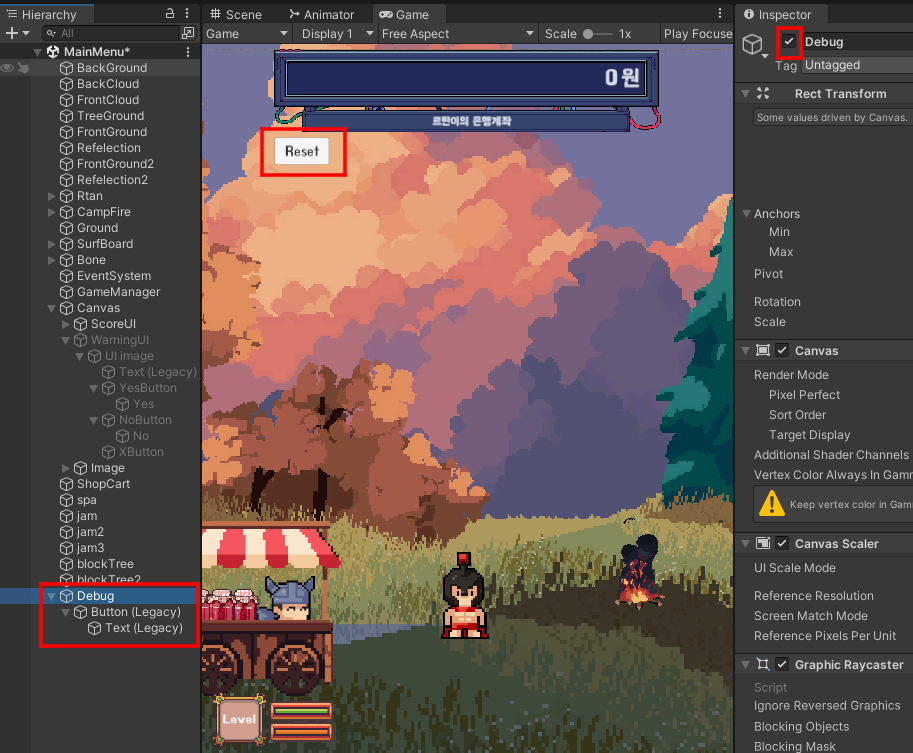 Hierarchy
All
MainMenu*
BackGround
BackCloud
FrontCloud
TreeGround
FrontGround
Refelection
FrontGround2
Refelection2
Rtan
CampFire
Ground
SurfBoard
Bone
EventSystem
GameManager
Canvas
ScoreUI
WarningUI
UI image
Text (Legacy)
YesButton
Yes
NoButton
No
XButton
Image
ShopCart
spa
jam
jam2
jam3
blockTree
blockTree2
Debug
Button (Legacy)
Text (Legacy)
Scene Animator Game
Game Display 1 Free Aspect Scale 1x Play Focuse
0 원
르탄이의 은행계좌
Reset
Level
Inspector
Debug
Tag Untagged
Rect Transform
Some values driven by Canvas.
Anchors
Min
Max
Pivot
Rotation
Scale
Canvas
Render Mode
Pixel Perfect
Sort Order
Target Display
Additional Shader Channels
Vertex Color Always In Gamm
Keep vertex color in Gam
Canvas Scaler
UI Scale Mode
Reference Resolution
Screen Match Mode
Reference Pixels Per Unit
Graphic Raycaster
Script
Ignore Reversed Graphics
Blocking Objects
Blocking Mask